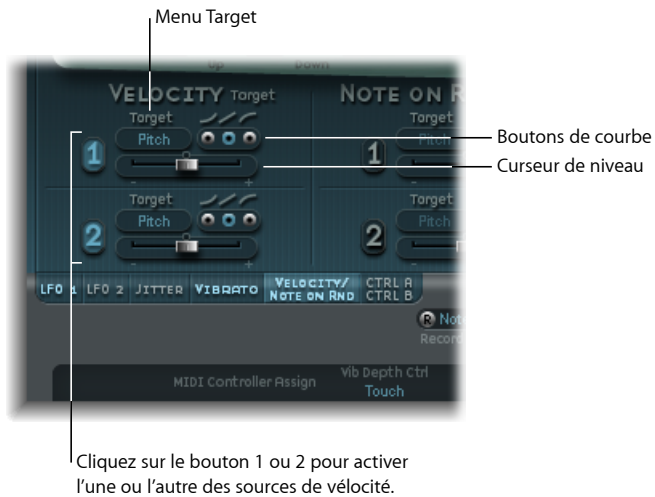 Menu Target
Up Down
VELOCITY Target NOTE ON R
Target Target
Pitch Pitch
Boutons de courbe
1 1
Curseur de niveau
- + -
Target Target
Pitch Pitch
2 2
- + -
LFO 1 LFO 2 JITTER VIBRATO VELOCITY/ NOTE ON RND CTRL A CTRL B
R Note
Record
MIDI Controller Assign
Vib Depth Ctrl
Touch
Cliquez sur le bouton 1 ou 2 pour activer
l'une ou l'autre des sources de vélocité.